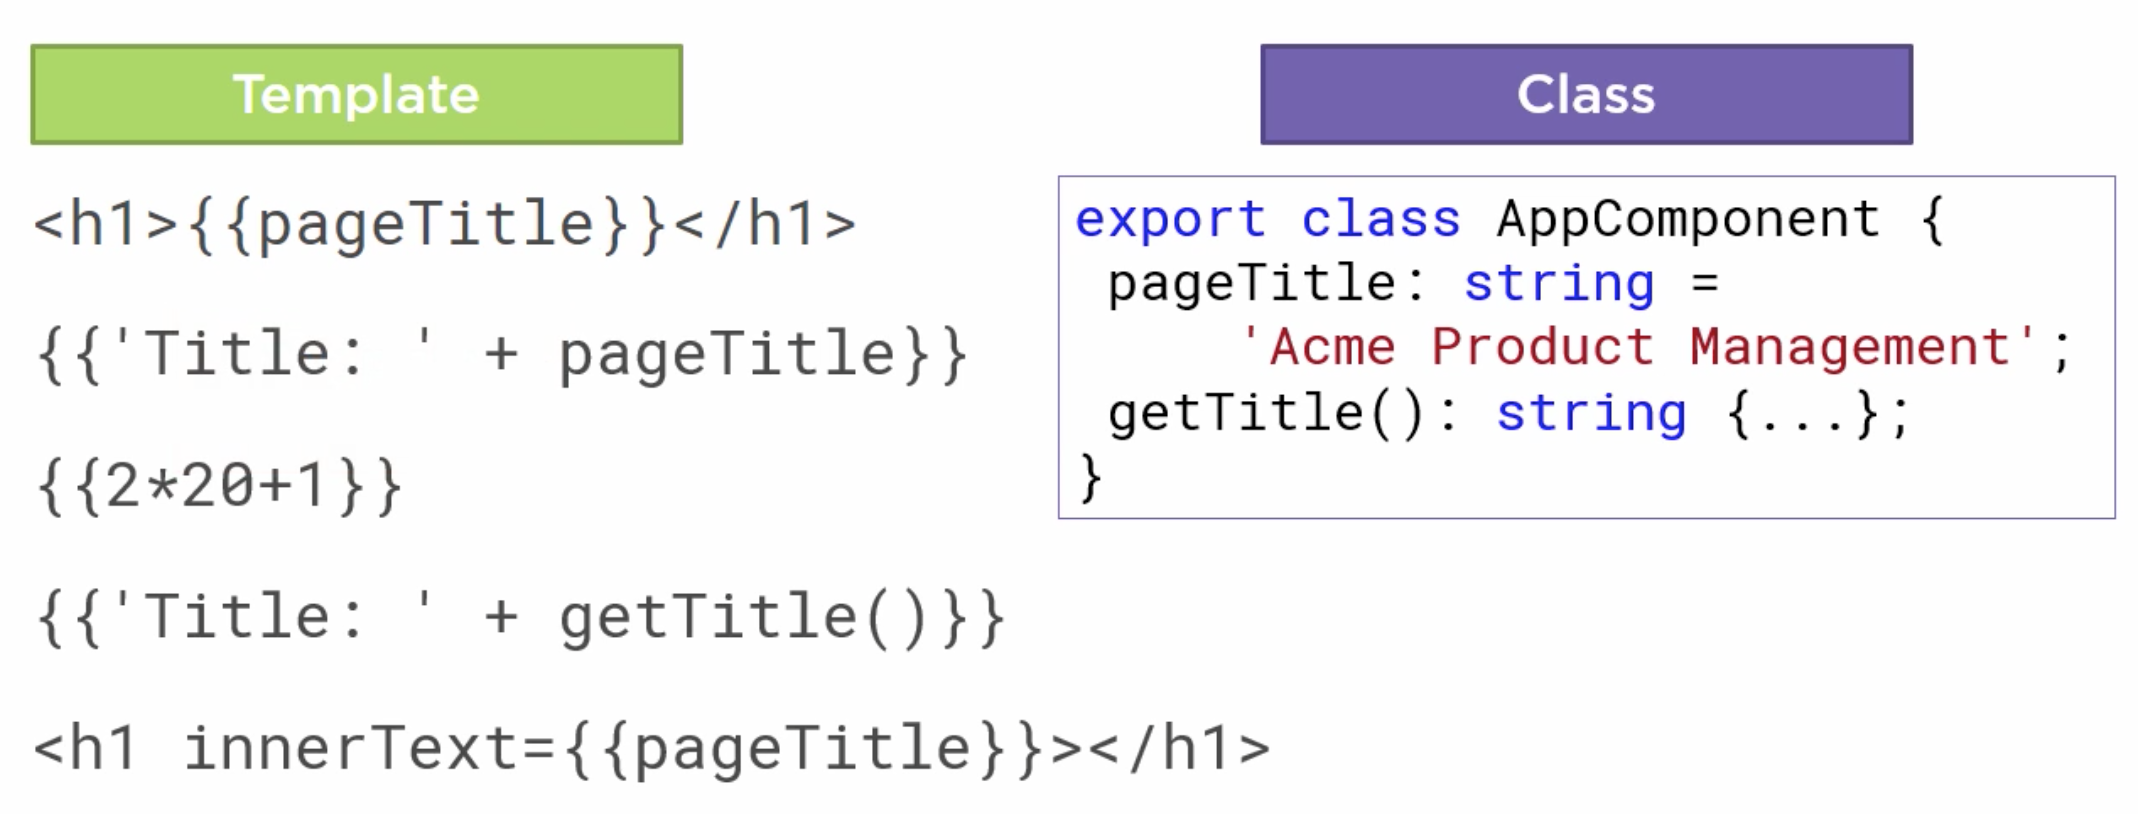 Template
<h1>{{pageTitle}}</h1>
{{'Title: ' + pageTitle}}
{{2*20+1}}
{{'Title: ' + getTitle()}}
<h1 innerText={{pageTitle}}></h1>
Class
export class AppComponent {
 pageTitle: string =
     'Acme Product Management';
 getTitle(): string {...};
}